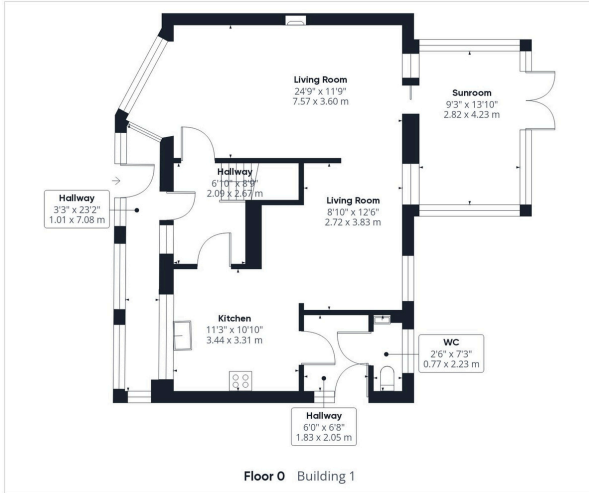 Living Room
24'9" x 11'9"
7.57 x 3.60 m
Sunroom
9'3" x 13'10"
2.82 x 4.23 m
Hallway
6'10" x 8'9"
2.09 x 2.67 m
Hallway
3'3" x 23'2"
1.01 x 7.08 m
Living Room
8'10" x 12'6"
2.72 x 3.83 m
Kitchen
11'3" x 10'10"
3.44 x 3.31 m
WC
2'6" x 7'3"
0.77 x 2.23 m
Hallway
6'0" x 6'8"
1.83 x 2.05 m
Floor 0 Building 1